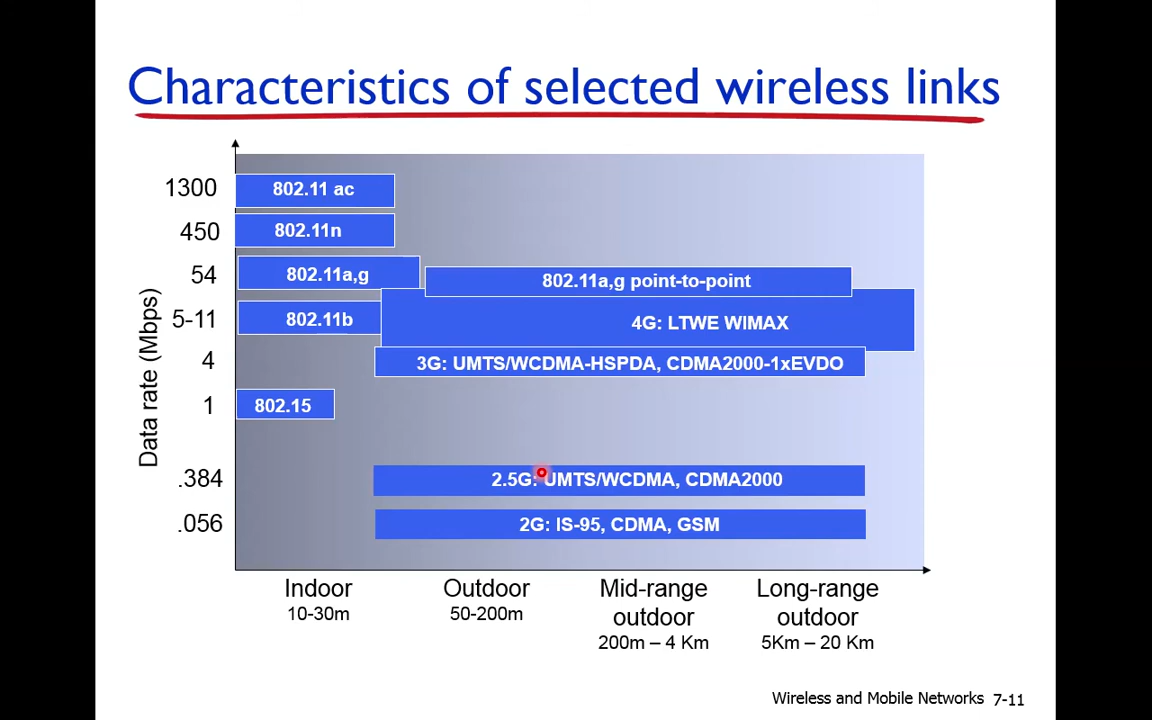 Characteristics of selected wireless links
Data rate (Mbps)
1300
802.11 ac
450
802.11n
54
802.11a,g
802.11a,g point-to-point
5-11
802.11b
4G: LTWE WIMAX
4
3G: UMTS/WCDMA-HSPDA, CDMA2000-1xEVDO
1
802.15
.384
2.5G: UMTS/WCDMA, CDMA2000
.056
2G: IS-95, CDMA, GSM
Indoor
10-30m
Outdoor
50-200m
Mid-range
outdoor
200m – 4 Km
Long-range
outdoor
5Km – 20 Km
Wireless and Mobile Networks 7-11